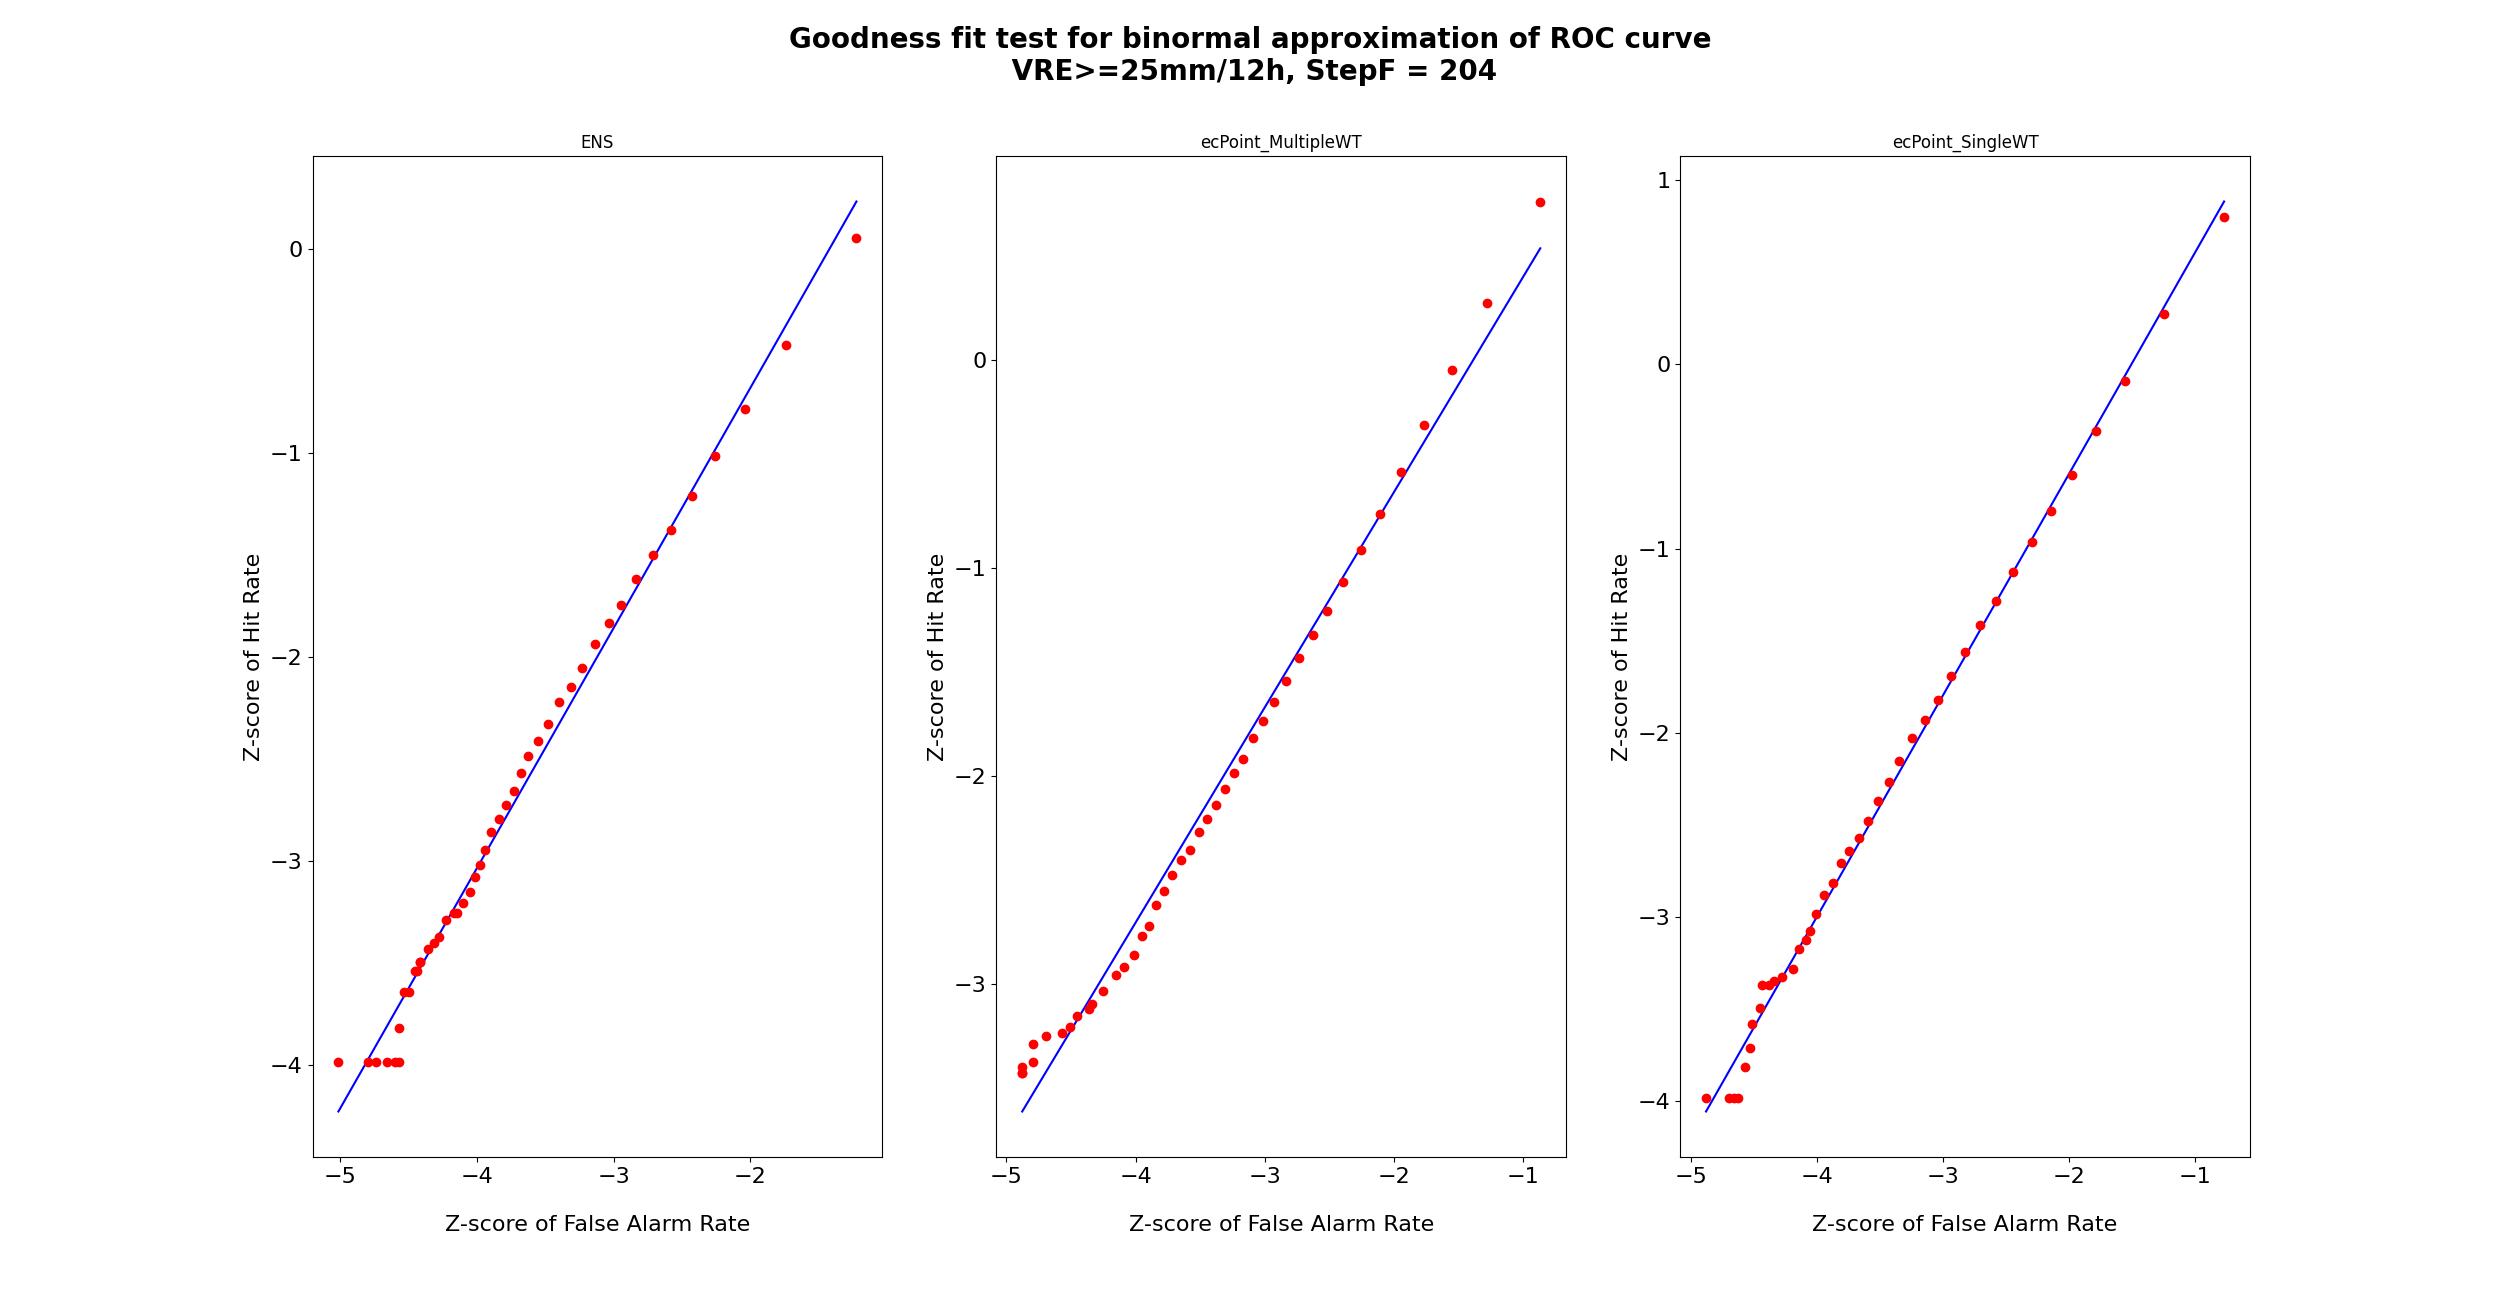 Goodness fit test for binormal approximation of ROC curve
VRE>=25mm/12h, StepF = 204
ENS
0
−1
−2
−3
−4
−5
−4
−3
−2
Z-score of Hit Rate
Z-score of False Alarm Rate
ecPoint_MultipleWT
0
−1
−2
−3
−5
−4
−3
−2
−1
Z-score of Hit Rate
Z-score of False Alarm Rate
ecPoint_SingleWT
1
0
−1
−2
−3
−4
−5
−4
−3
−2
−1
Z-score of Hit Rate
Z-score of False Alarm Rate